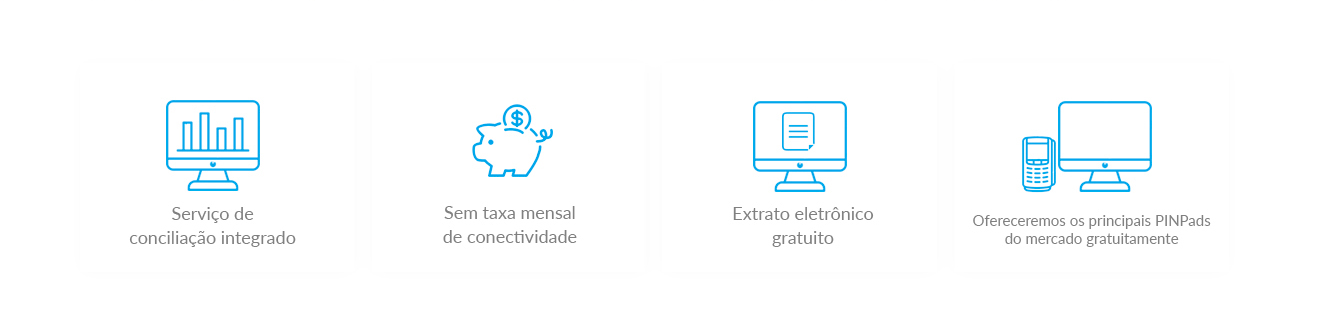 $
Serviço de
conciliação integrado
Sem taxa mensal
de conectividade
Extrato eletrônico
gratuito
Ofereceremos os principais PINPads
do mercado gratuitamente